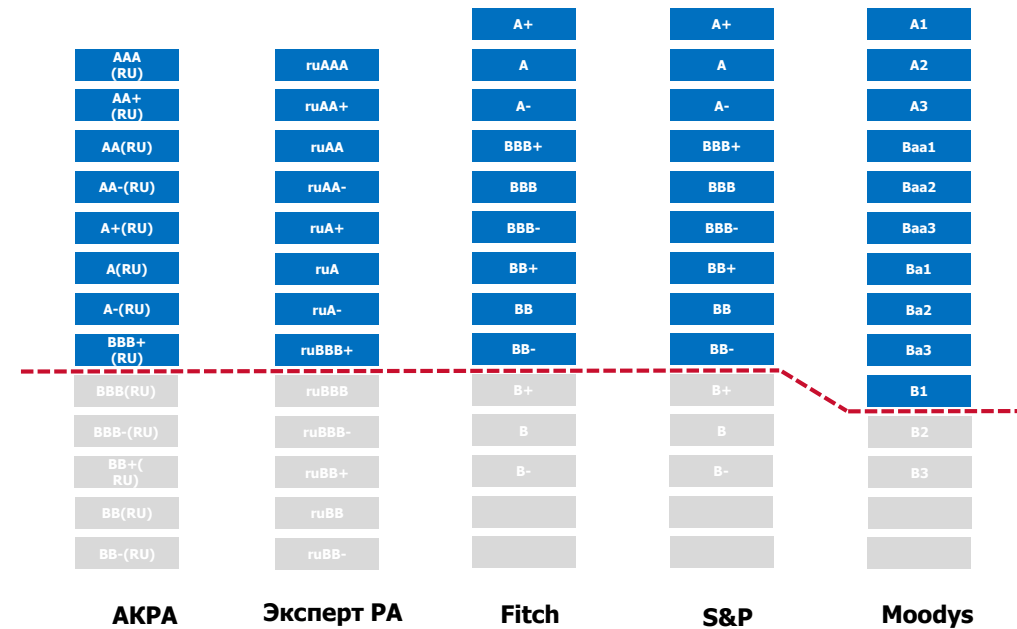 A+ A+ A1
AAA
(RU) ruAAA A A A2
AA+
(RU) ruAA+ A- A- A3
AA(RU) ruAA BBB+ BBB+ Baa1
AA-(RU) ruAA- BBB BBB Baa2
A+(RU) ruA+ BBB- BBB- Baa3
A(RU) ruA BB+ BB+ Ba1
A-(RU) ruA- BB BB Ba2
BBB+
(RU) ruBBB+ BB- BB- Ba3
BBB(RU) ruBBB B+ B+ B1
BBB-(RU) ruBBB- B B B2
BB+(
RU) ruBB+ B- B- B3
BB(RU) ruBB
BB-(RU) ruBB-
АКРА Эксперт РА Fitch S&P Moodys